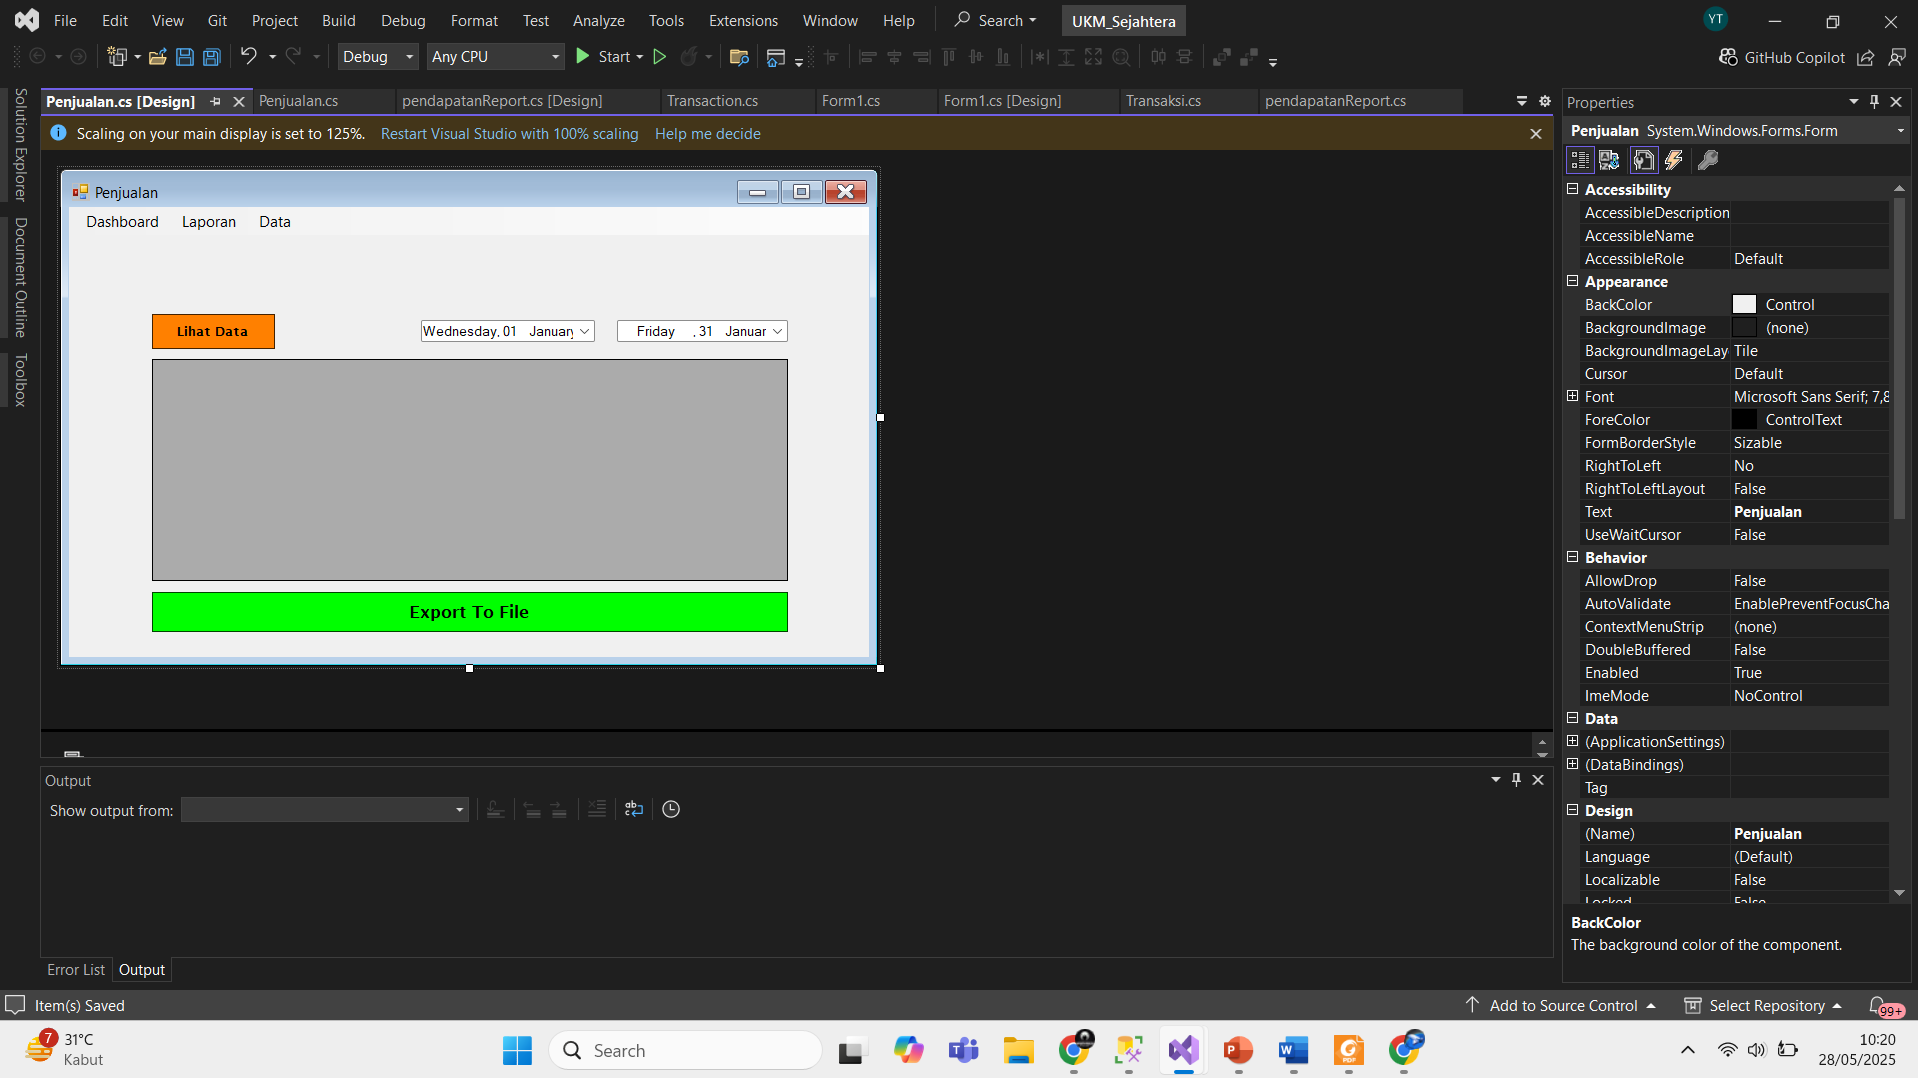 File Edit View Git Project Build Debug Format Test Analyze Tools Extensions Window Help Search UKM_Sejahtera YT
Debug Any CPU Start GitHub Copilot
Solution Explorer
Document Outline
Toolbox
Penjualan.cs [Design] Penjualan.cs pendapatanReport.cs [Design] Transaction.cs Form1.cs Form1.cs [Design] Transaksi.cs pendapatanReport.cs
Scaling on your main display is set to 125%. Restart Visual Studio with 100% scaling Help me decide
Penjualan
Dashboard Laporan Data
Lihat Data Wednesday, 01 January Friday , 31 Januar
Export To File
Output
Show output from:
Error List Output
Properties
Penjualan System.Windows.Forms.Form
Accessibility
AccessibleDescription
AccessibleName
AccessibleRole Default
Appearance
BackColor Control
BackgroundImage (none)
BackgroundImageLay Tile
Cursor Default
Font Microsoft Sans Serif; 7,8
ForeColor ControlText
FormBorderStyle Sizable
RightToLeft No
RightToLeftLayout False
Text Penjualan
UseWaitCursor False
Behavior
AllowDrop False
AutoValidate EnablePreventFocusCha
ContextMenuStrip (none)
DoubleBuffered False
Enabled True
ImeMode NoControl
Data
(ApplicationSettings)
(DataBindings)
Tag
Design
(Name) Penjualan
Language (Default)
Localizable False
Locked False
BackColor
The background color of the component.
Item(s) Saved Add to Source Control Select Repository 99+
7 31°C
Kabut
Search
10:20
28/05/2025